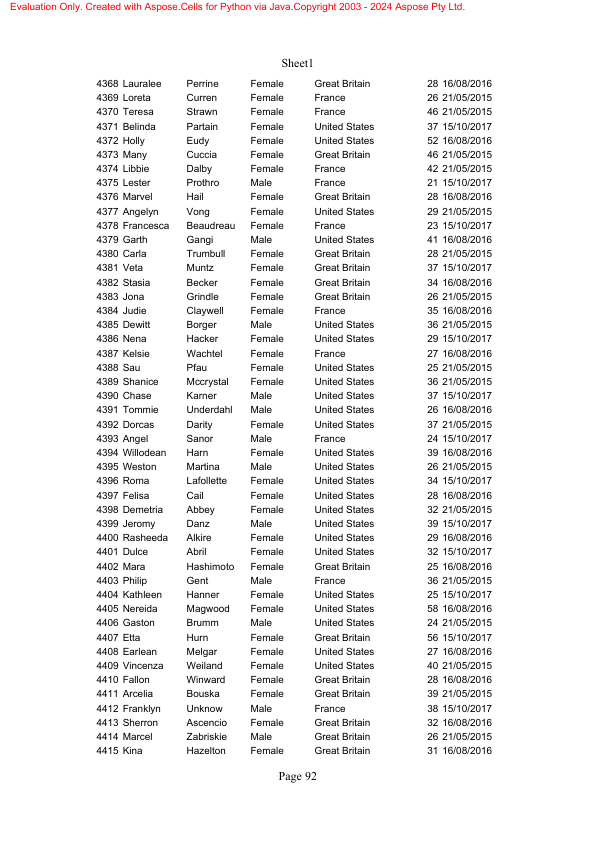 Evaluation Only. Created with Aspose.Cells for Python via Java.Copyright 2003 - 2024 Aspose Pty Ltd.
Sheet1
4368 Lauralee Perrine Female Great Britain 28 16/08/2016
4369 Loreta Curren Female France 26 21/05/2015
4370 Teresa Strawn Female France 46 21/05/2015
4371 Belinda Partain Female United States 37 15/10/2017
4372 Holly Eudy Female United States 52 16/08/2016
4373 Many Cuccia Female Great Britain 46 21/05/2015
4374 Libbie Dalby Female France 42 21/05/2015
4375 Lester Prothro Male France 21 15/10/2017
4376 Marvel Hail Female Great Britain 28 16/08/2016
4377 Angelyn Vong Female United States 29 21/05/2015
4378 Francesca Beaudreau Female France 23 15/10/2017
4379 Garth Gangi Male United States 41 16/08/2016
4380 Carla Trumbull Female Great Britain 28 21/05/2015
4381 Veta Muntz Female Great Britain 37 15/10/2017
4382 Stasia Becker Female Great Britain 34 16/08/2016
4383 Jona Grindle Female Great Britain 26 21/05/2015
4384 Judie Claywell Female France 35 16/08/2016
4385 Dewitt Borger Male United States 36 21/05/2015
4386 Nena Hacker Female United States 29 15/10/2017
4387 Kelsie Wachtel Female France 27 16/08/2016
4388 Sau Pfau Female United States 25 21/05/2015
4389 Shanice Mccrystal Female United States 36 21/05/2015
4390 Chase Karner Male United States 37 15/10/2017
4391 Tommie Underdahl Male United States 26 16/08/2016
4392 Dorcas Darity Female United States 37 21/05/2015
4393 Angel Sanor Male France 24 15/10/2017
4394 Willodean Harn Female United States 39 16/08/2016
4395 Weston Martina Male United States 26 21/05/2015
4396 Roma Lafollette Female United States 34 15/10/2017
4397 Felisa Cail Female United States 28 16/08/2016
4398 Demetria Abbey Female United States 32 21/05/2015
4399 Jeromy Danz Male United States 39 15/10/2017
4400 Rasheeda Alkire Female United States 29 16/08/2016
4401 Dulce Abril Female United States 32 15/10/2017
4402 Mara Hashimoto Female Great Britain 25 16/08/2016
4403 Philip Gent Male France 36 21/05/2015
4404 Kathleen Hanner Female United States 25 15/10/2017
4405 Nereida Magwood Female United States 58 16/08/2016
4406 Gaston Brumm Male United States 24 21/05/2015
4407 Etta Hurn Female Great Britain 56 15/10/2017
4408 Earlean Melgar Female United States 27 16/08/2016
4409 Vincenza Weiland Female United States 40 21/05/2015
4410 Fallon Winward Female Great Britain 28 16/08/2016
4411 Arcelia Bouska Female Great Britain 39 21/05/2015
4412 Franklyn Unknow Male France 38 15/10/2017
4413 Sherron Ascencio Female Great Britain 32 16/08/2016
4414 Marcel Zabriskie Male Great Britain 26 21/05/2015
4415 Kina Hazelton Female Great Britain 31 16/08/2016
Page 92